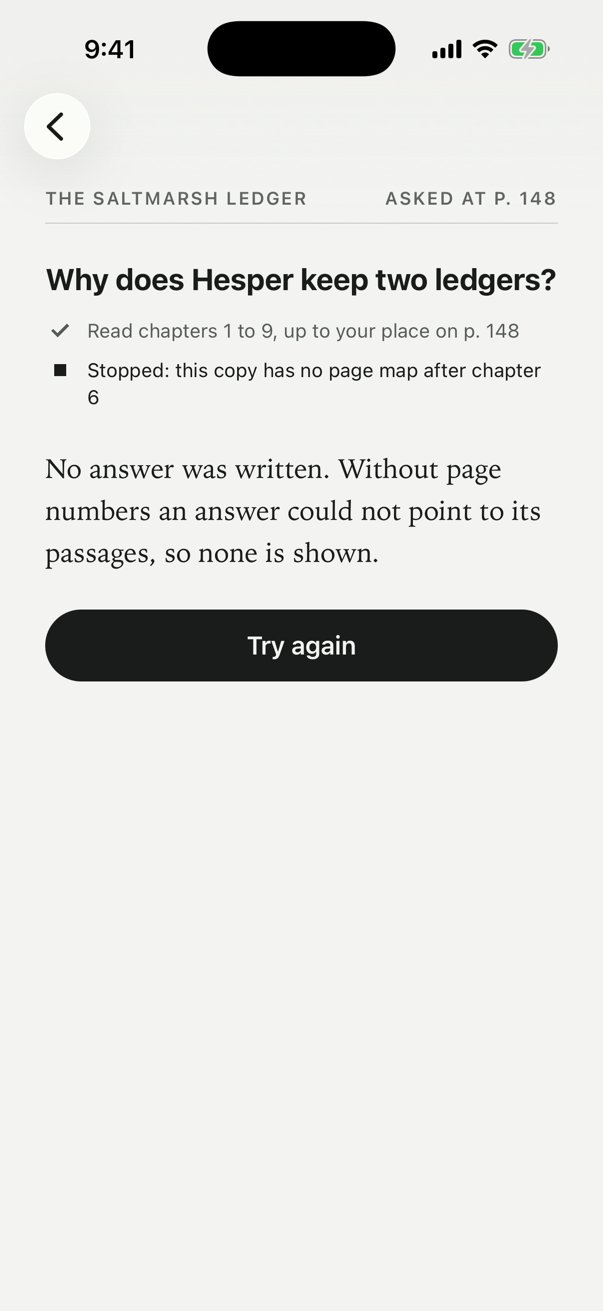 9:41
THE SALTMARSH LEDGER ASKED AT P. 148
Why does Hesper keep two ledgers?
Read chapters 1 to 9, up to your place on p. 148
Stopped: this copy has no page map after chapter
6
No answer was written. Without page
numbers an answer could not point to its
passages, so none is shown.
Try again